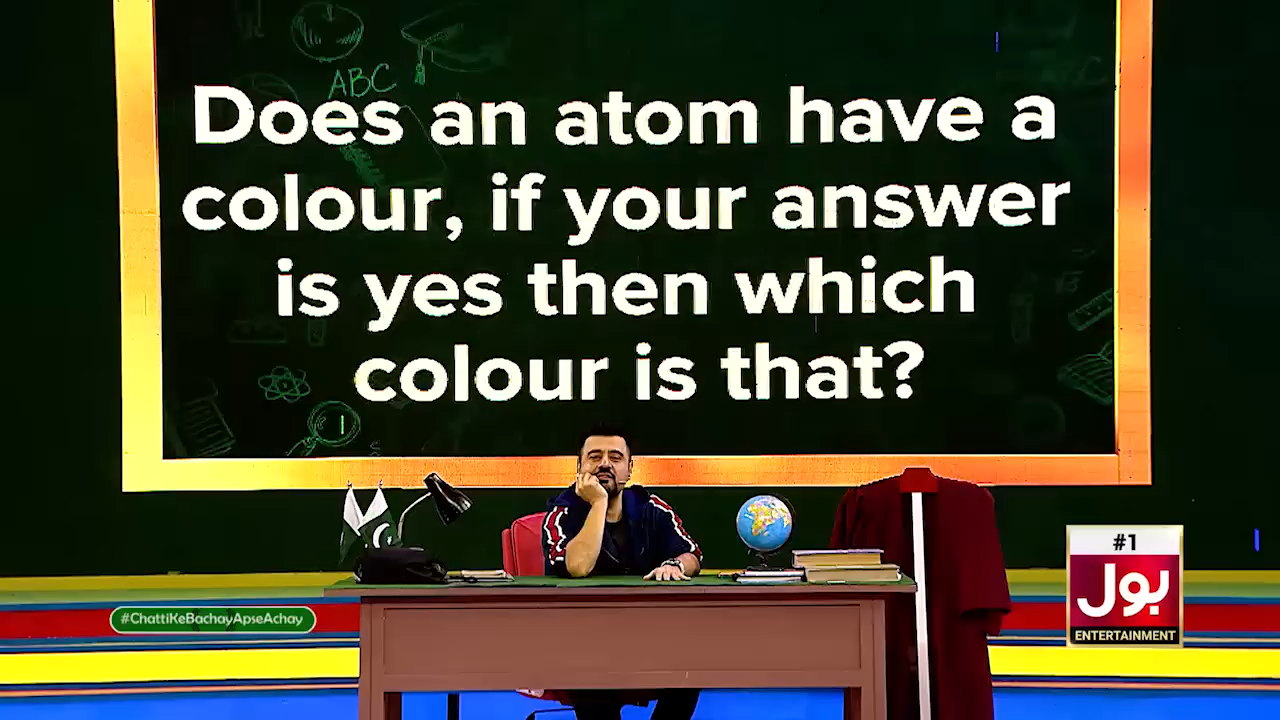 ABC
Does an atom have a
colour, if your answer
is yes then which
colour is that?
#ChattiKeBachayApseAchay
#1
بول
ENTERTAINMENT